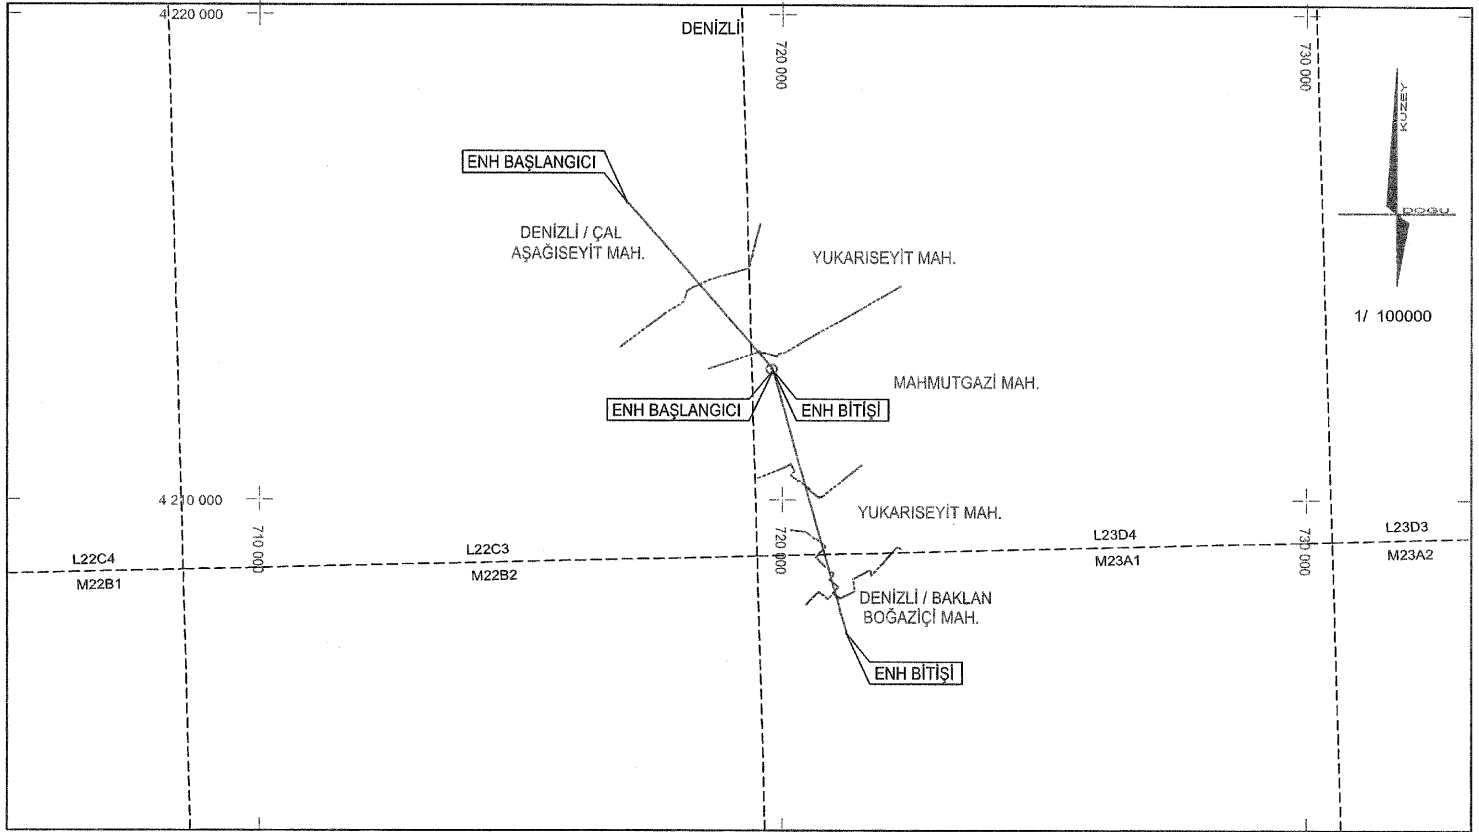 4 220 000
DENİZLİ
720 000
730 000
KUZEY
ENH BAŞLANGICI
DOĞU
DENİZLİ / ÇAL
AŞAĞISEYİT MAH.
YUKARISEYİT MAH.
1/ 100000
MAHMUTGAZİ MAH.
ENH BAŞLANGICI
ENH BİTİŞİ
4 210 000
YUKARISEYİT MAH.
710 000
720 000
730 000
L22C4
L22C3
L23D4
L23D3
M22B1
M22B2
M23A1
M23A2
DENİZLİ / BAKLAN
BOĞAZİÇİ MAH.
ENH BİTİŞİ